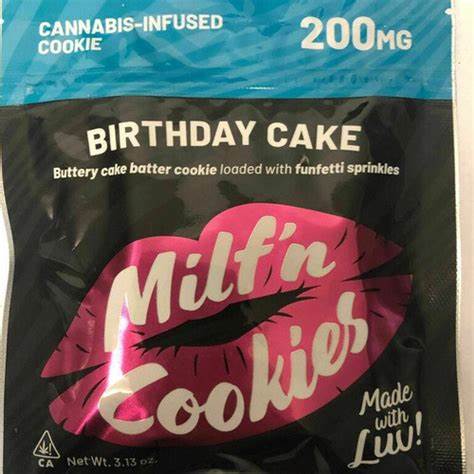 CANNABIS-INFUSED
COOKIE
200MG
BIRTHDAY CAKE
Buttery cake batter cookie loaded with funfetti sprinkles
Milf'n
Cookies
Made
with
Luv!
CA
Net Wt. 3.13 oz.